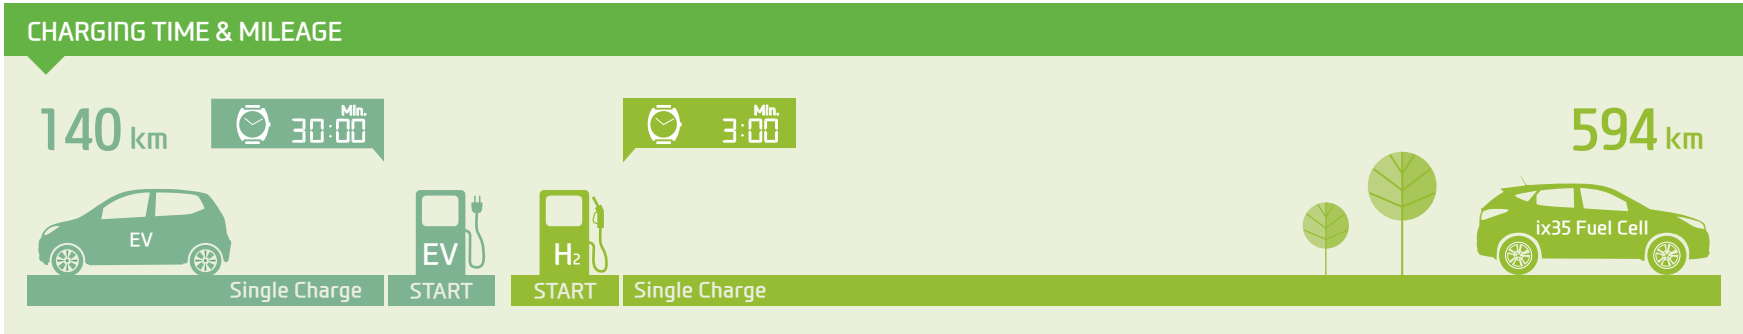 CHARGING TIME & MILEAGE
140 km
Min.
30:00
Min.
3:00
594 km
EV
EV
H₂
ix35 Fuel Cell
Single Charge
START
START
Single Charge